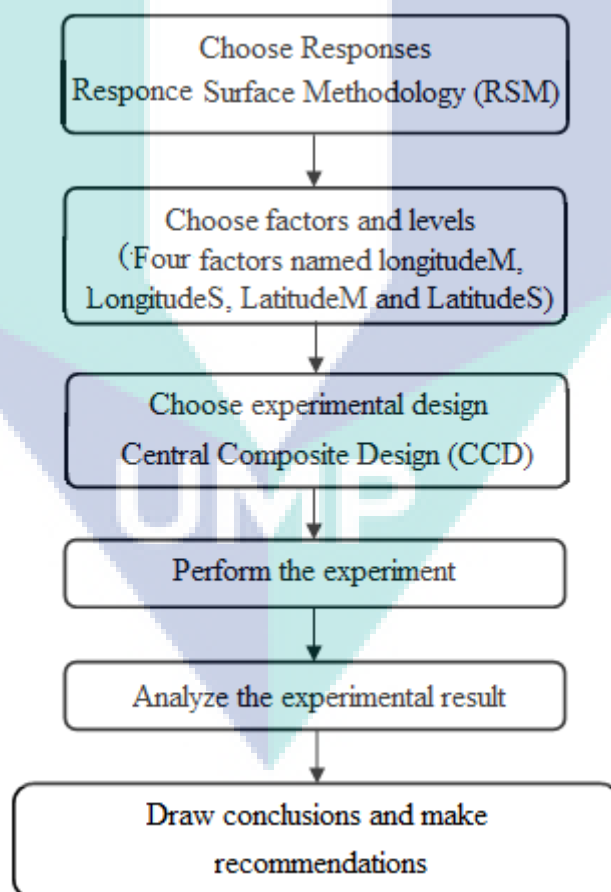 Choose Responses
Responce Surface Methodology (RSM)
Choose factors and levels
(Four factors named longitudeM,
LongitudeS, LatitudeM and LatitudeS)
Choose experimental design
Central Composite Design (CCD)
UMP
Perform the experiment
Analyze the experimental result
Draw conclusions and make
recommendations